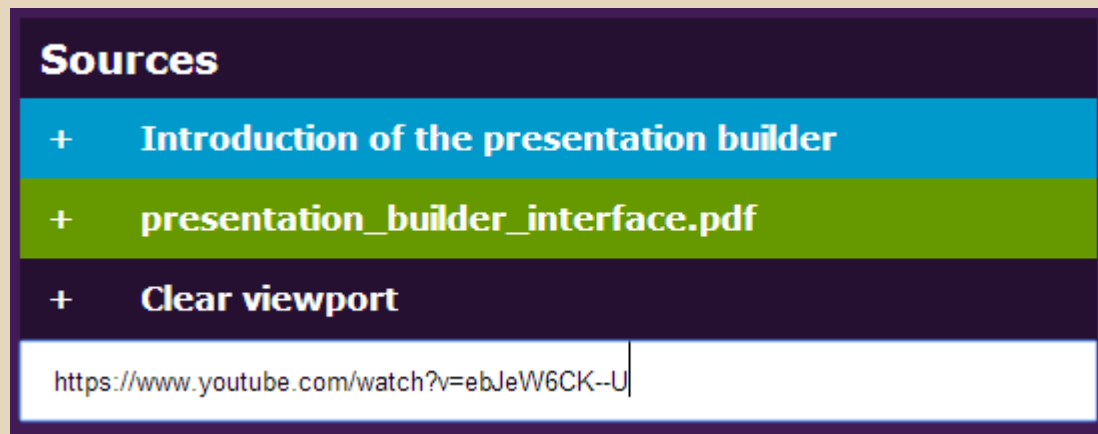 Sources
+ Introduction of the presentation builder
+ presentation_builder_interface.pdf
+ Clear viewport
https://www.youtube.com/watch?v=ebJeW6CK--U